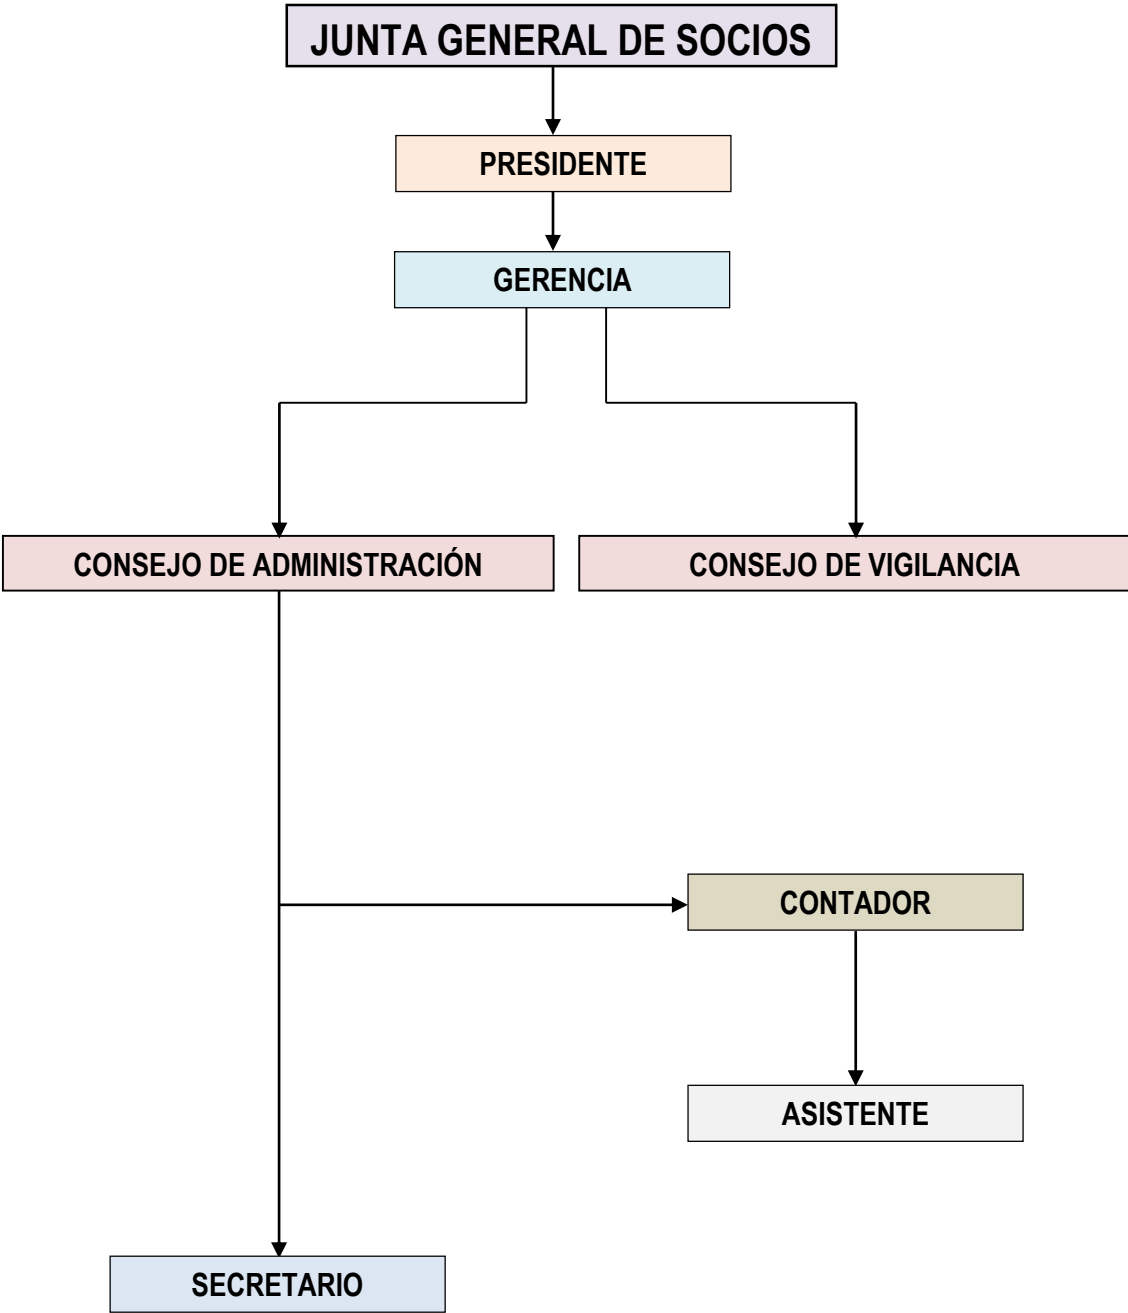 JUNTA GENERAL DE SOCIOS
PRESIDENTE
GERENCIA
CONSEJO DE ADMINISTRACIÓN
CONSEJO DE VIGILANCIA
CONTADOR
ASISTENTE
SECRETARIO